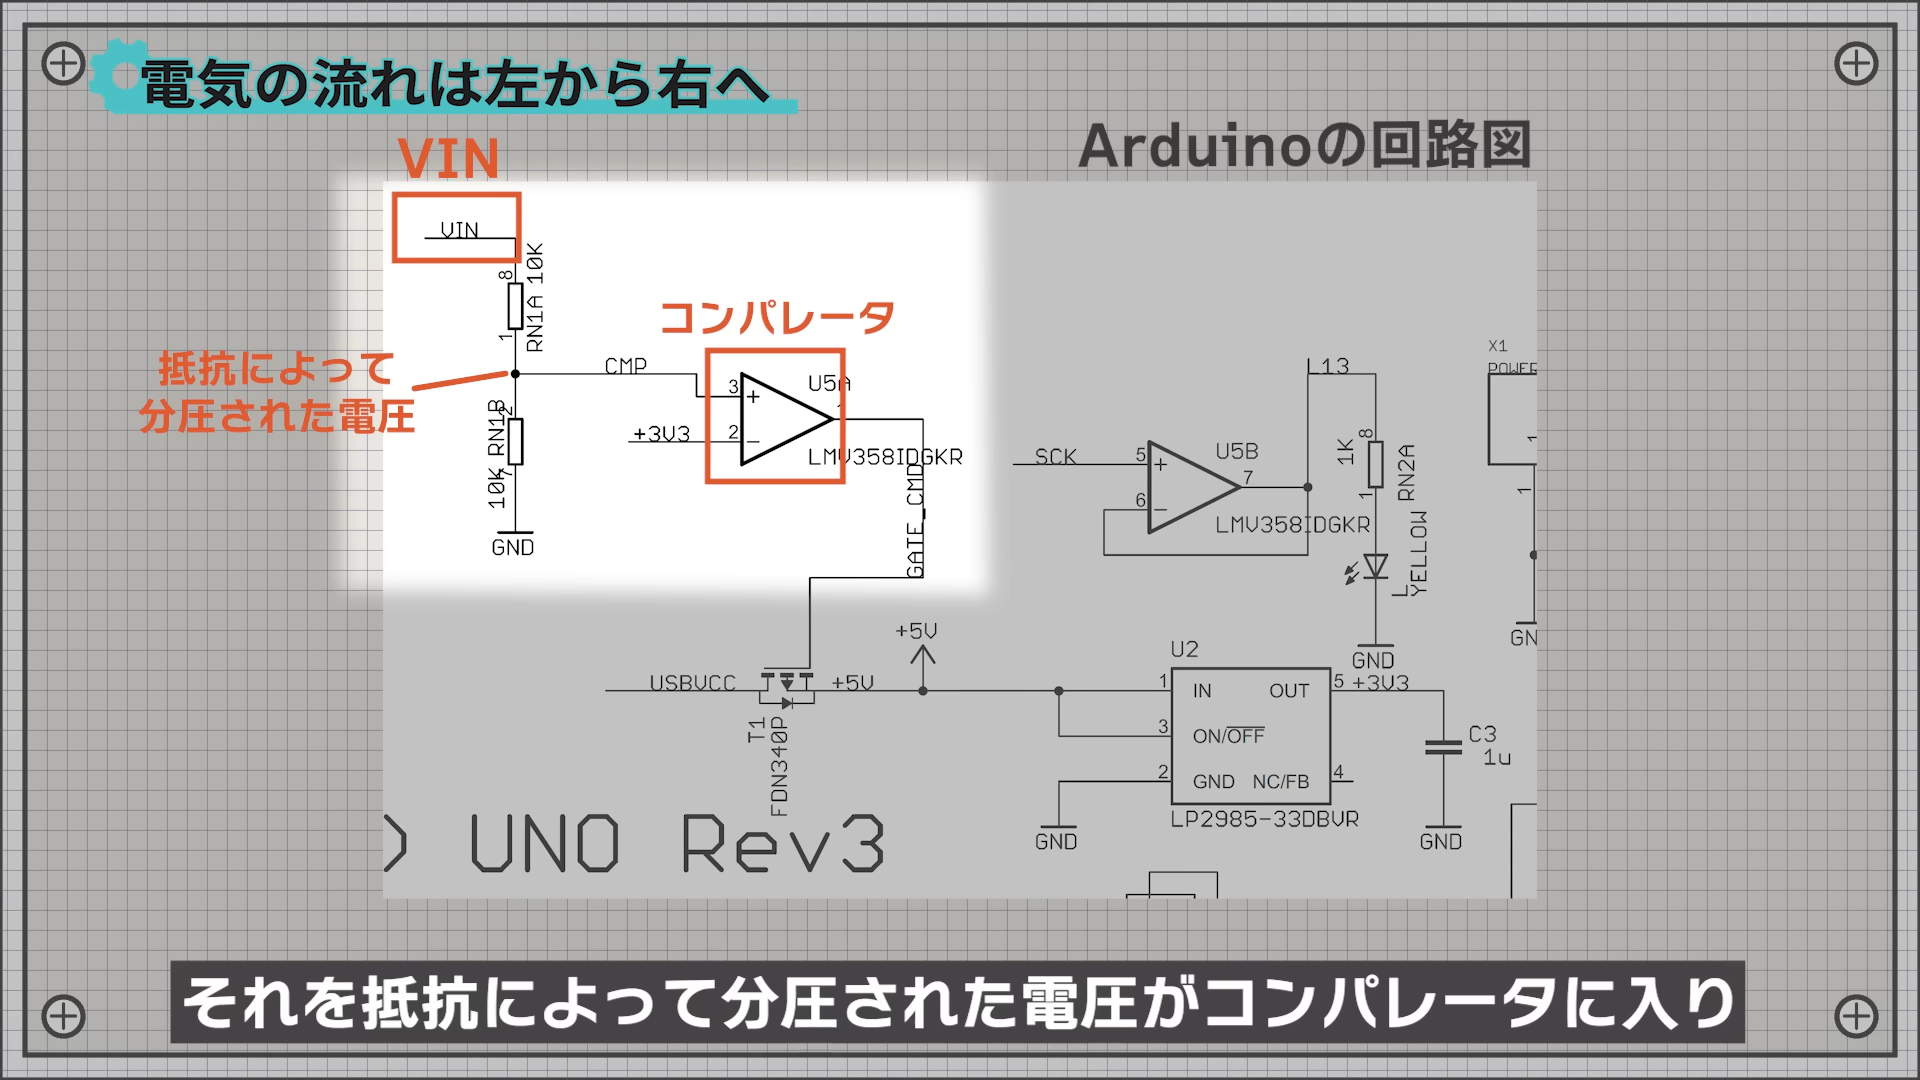 電気の流れは左から右へ
Arduinoの回路図
VIN
VIN
8
RN1A 10K
1
抵抗によって
分圧された電圧
CMP
コンパレータ
3
+
U5A
1
+3V3
2
−
LMV358IDGKR
2
10K RN1B
7
GND
GATE_CMD
SCK
5
+
U5B
7
6
−
LMV358IDGKR
L13
8
1K
RN2A
1
YELLOW
L
GND
X1
POWER
1
1
GN
USBVCC
+5V
+5V
T1
FDN340P
U2
1
IN
OUT
5
+3V3
3
ON/OFF
2
GND
NC/FB
4
LP2985-33DBVR
GND
C3
1u
GND
UNO Rev3
それを抵抗によって分圧された電圧がコンパレータに入り